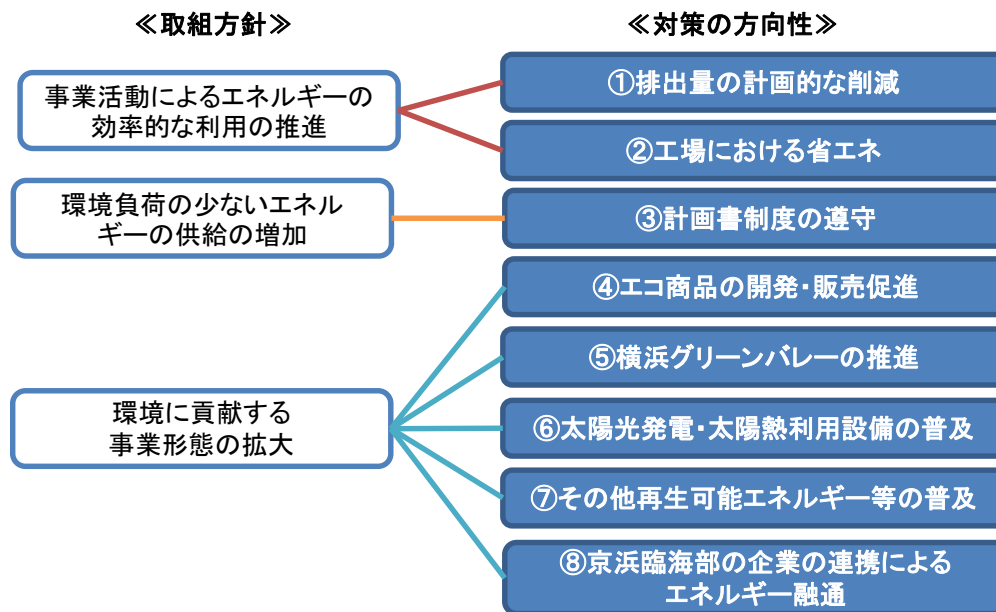 ≪取組方針≫
≪対策の方向性≫
事業活動によるエネルギーの
効率的な利用の推進
環境負荷の少ないエネル
ギーの供給の増加
環境に貢献する
事業形態の拡大
①排出量の計画的な削減
②工場における省エネ
③計画書制度の遵守
④エコ商品の開発・販売促進
⑤横浜グリーンバレーの推進
⑥太陽光発電・太陽熱利用設備の普及
⑦その他再生可能エネルギー等の普及
⑧京浜臨海部の企業の連携による
エネルギー融通